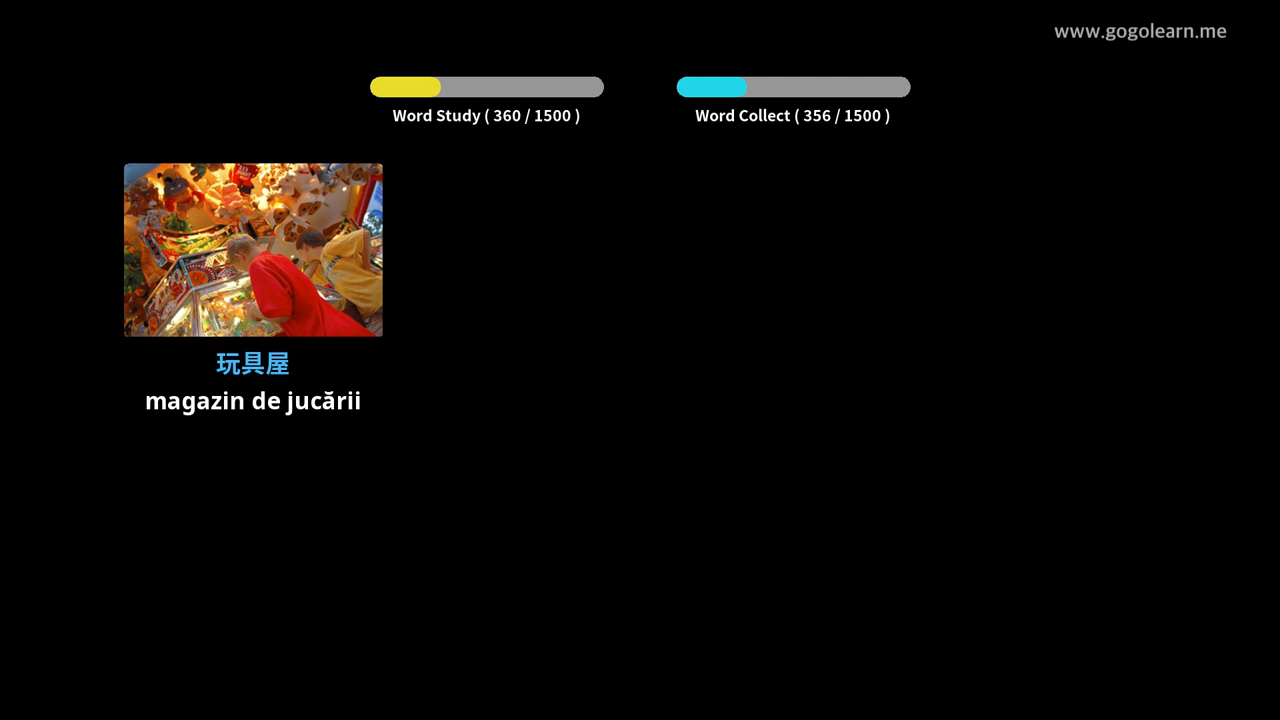 www.gogolearn.me
Word Study ( 360 / 1500 )
Word Collect ( 356 / 1500 )
玩具屋
magazin de jucării